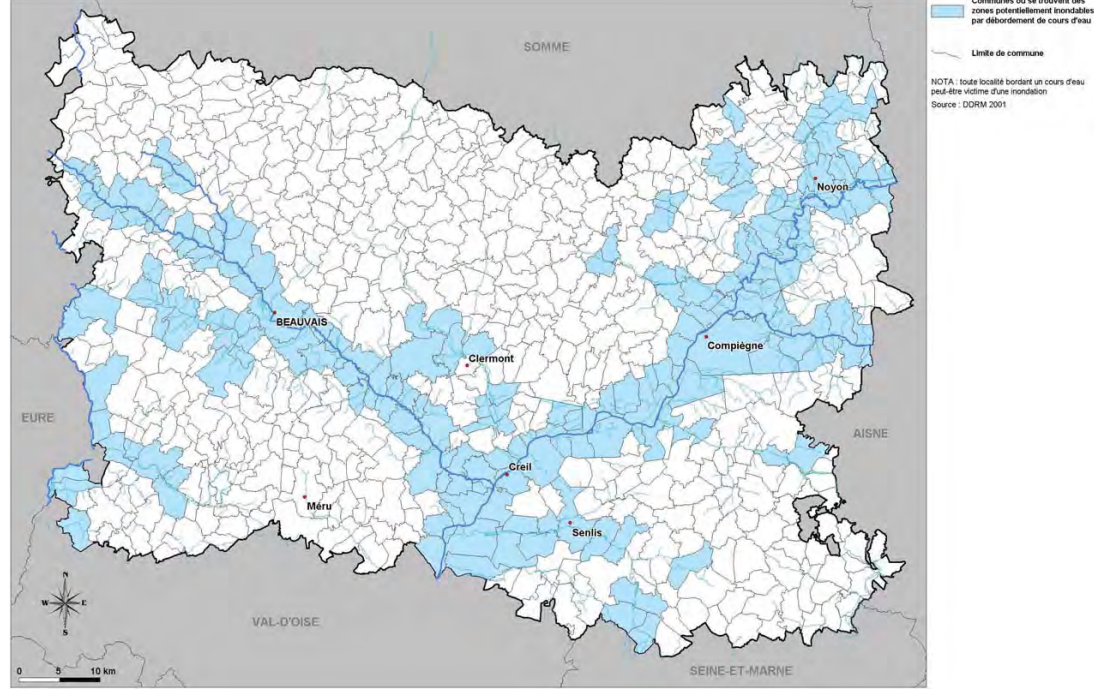 Communes où se trouvent des
zones potentiellement inondables
par débordement de cours d'eau
Limite de commune
NOTA : toute localité bordant un cours d'eau
peut-être victime d'une inondation
Source : DDRM 2001
SOMME
Noyon
BEAUVAIS
Compiègne
Clermont
EURE
AISNE
Creil
Méru
Senlis
N
W E
S
VAL-D'OISE
SEINE-ET-MARNE
0 5 10 km